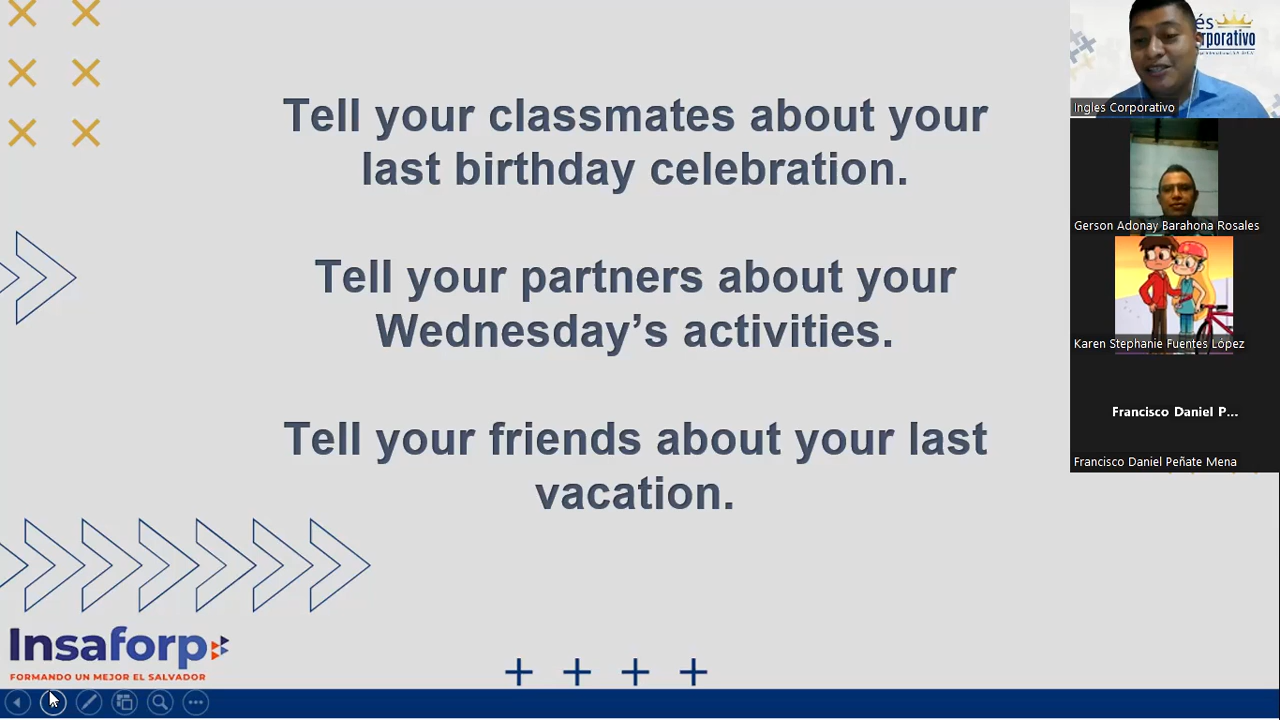 Tell your classmates about your
last birthday celebration.
Tell your partners about your
Wednesday’s activities.
Tell your friends about your last
vacation.
Insaforp
FORMANDO UN MEJOR EL SALVADOR
és
rporativo
Ingles Corporativo
Gerson Adonay Barahona Rosales
Karen Stephanie Fuentes López
Francisco Daniel P...
Francisco Daniel Peñate Mena